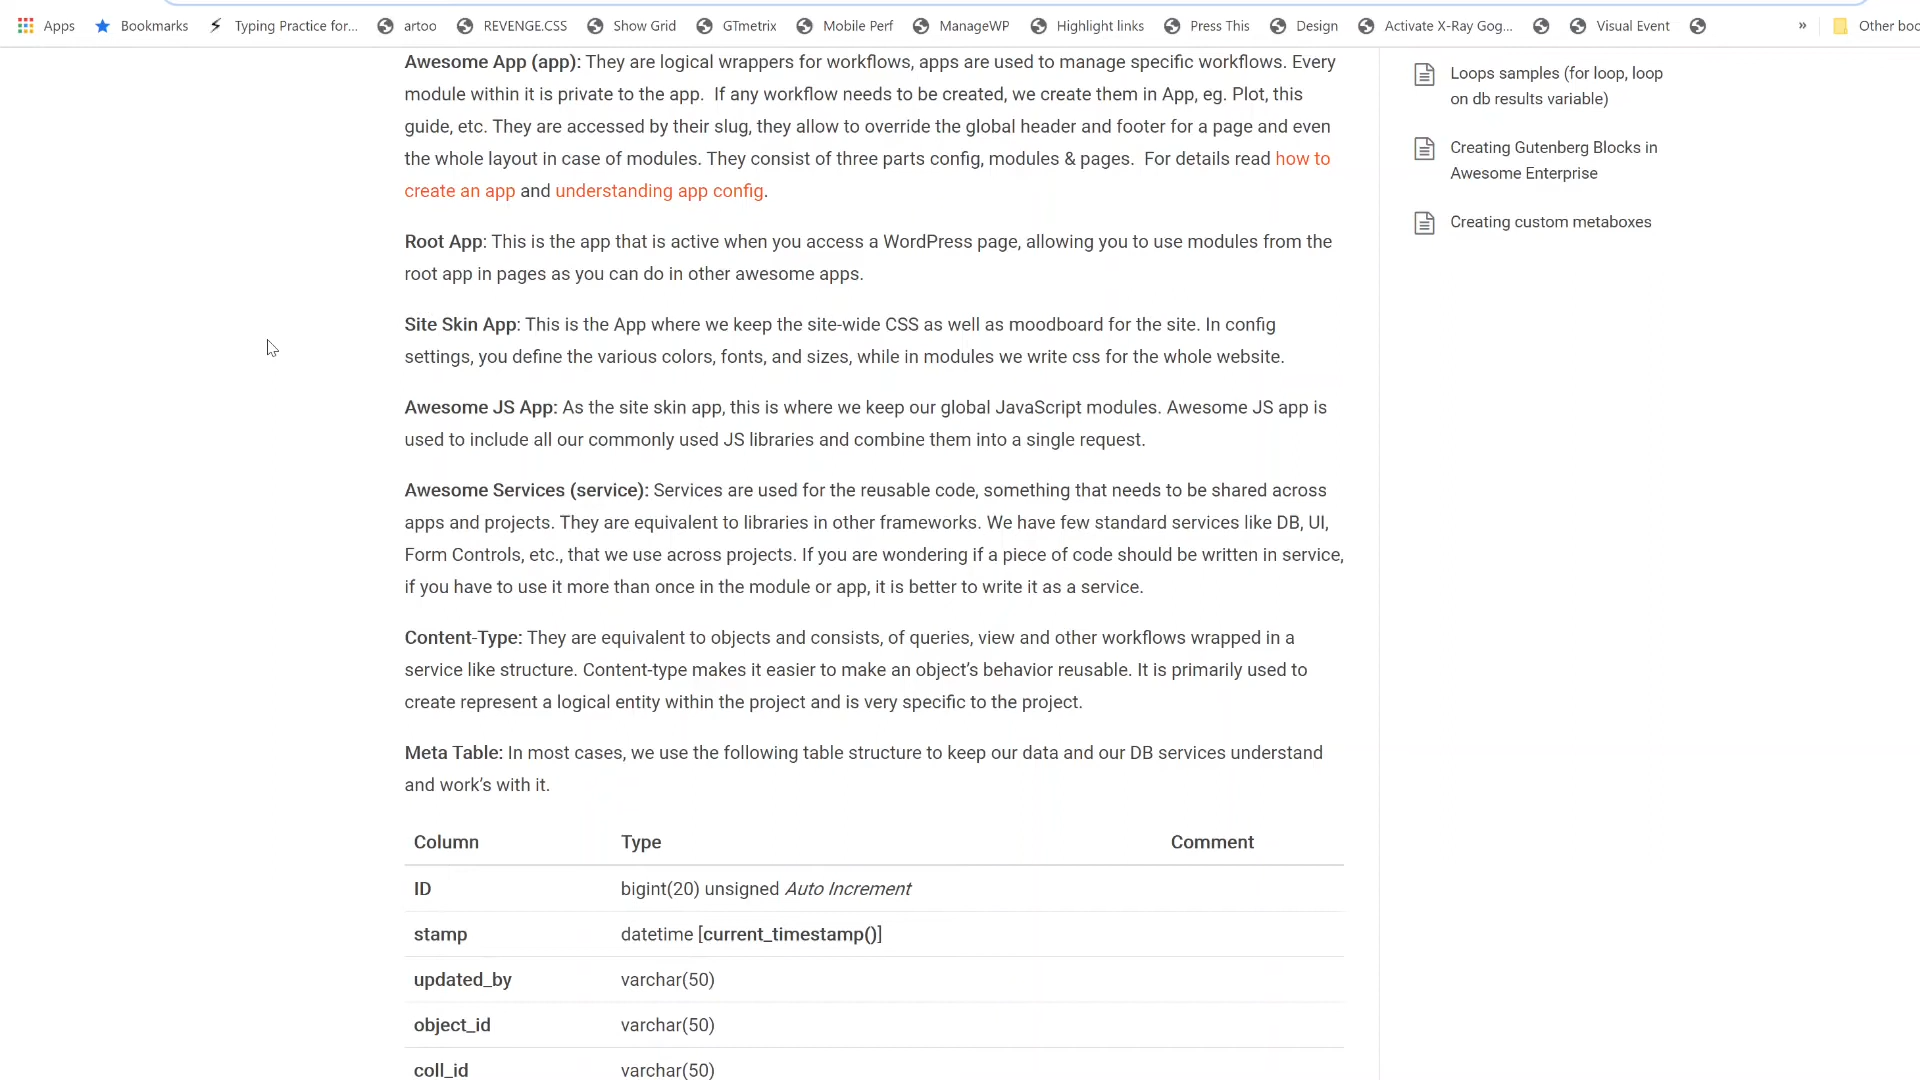 Apps Bookmarks Typing Practice for... artoo REVENGE.CSS Show Grid GTmetrix Mobile Perf ManageWP Highlight links Press This Design Activate X-Ray Gog... Visual Event » Other boo
Awesome App (app): They are logical wrappers for workflows, apps are used to manage specific workflows. Every
module within it is private to the app.  If any workflow needs to be created, we create them in App, eg. Plot, this
guide, etc. They are accessed by their slug, they allow to override the global header and footer for a page and even
the whole layout in case of modules. They consist of three parts config, modules & pages.  For details read how to
create an app and understanding app config.
Root App: This is the app that is active when you access a WordPress page, allowing you to use modules from the
root app in pages as you can do in other awesome apps.
Site Skin App: This is the App where we keep the site-wide CSS as well as moodboard for the site. In config
settings, you define the various colors, fonts, and sizes, while in modules we write css for the whole website.
Awesome JS App: As the site skin app, this is where we keep our global JavaScript modules. Awesome JS app is
used to include all our commonly used JS libraries and combine them into a single request.
Awesome Services (service): Services are used for the reusable code, something that needs to be shared across
apps and projects. They are equivalent to libraries in other frameworks. We have few standard services like DB, UI,
Form Controls, etc., that we use across projects. If you are wondering if a piece of code should be written in service,
if you have to use it more than once in the module or app, it is better to write it as a service.
Content-Type: They are equivalent to objects and consists, of queries, view and other workflows wrapped in a
service like structure. Content-type makes it easier to make an object’s behavior reusable. It is primarily used to
create represent a logical entity within the project and is very specific to the project.
Meta Table: In most cases, we use the following table structure to keep our data and our DB services understand
and work’s with it.
Column Type Comment
ID bigint(20) unsigned Auto Increment
stamp datetime [current_timestamp()]
updated_by varchar(50)
object_id varchar(50)
coll_id varchar(50)
Loops samples (for loop, loop
on db results variable)
Creating Gutenberg Blocks in
Awesome Enterprise
Creating custom metaboxes